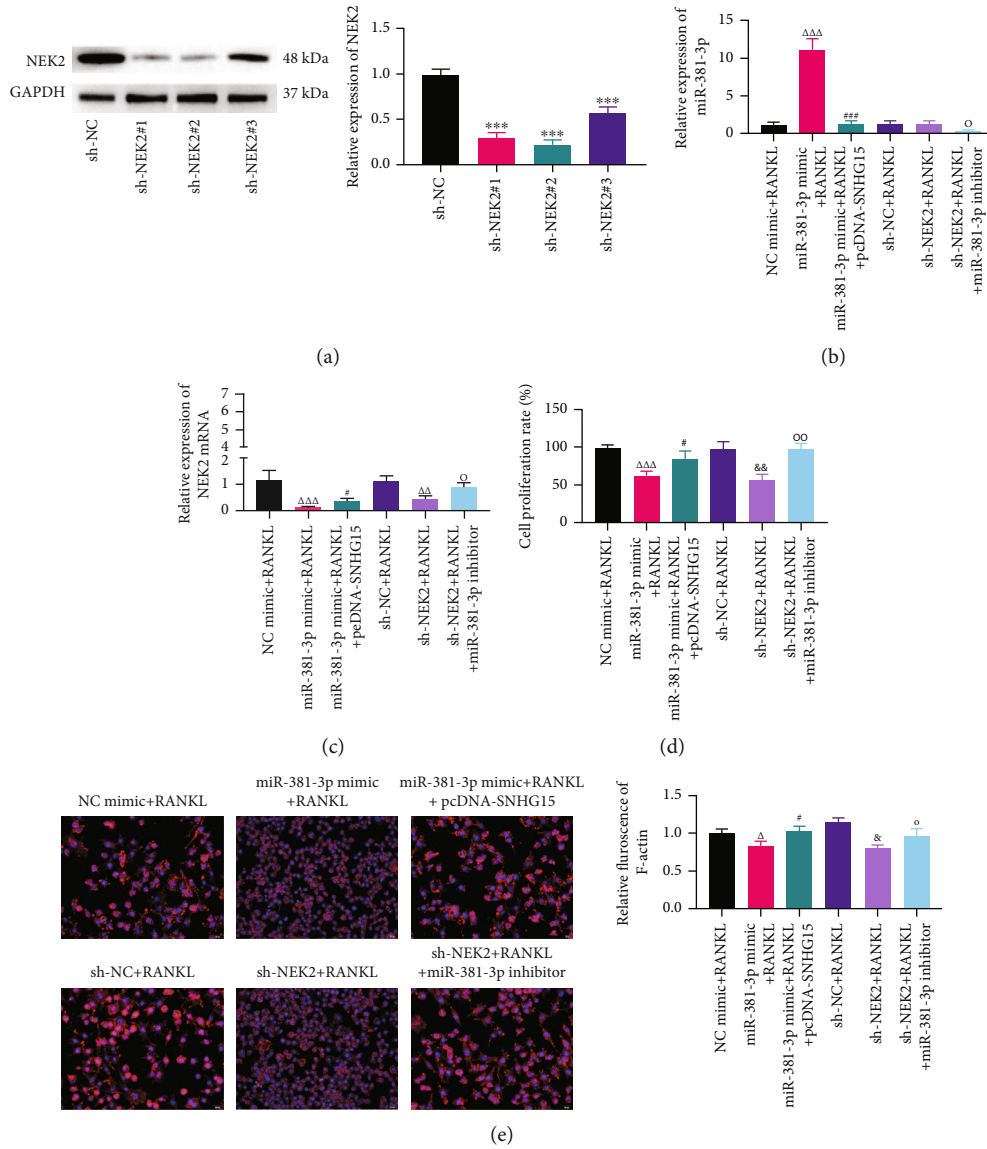 NEK2
48 kDa
GAPDH
37 kDa
sh-NC
sh-NEK2#1
sh-NEK2#2
sh-NEK2#3
Relative expression of NEK2
1.5
1.0
0.5
0.0
***
***
***
sh-NC
sh-NEK2#1
sh-NEK2#2
sh-NEK2#3
(a)
Relative expression of
miR-381-3p
15
10
5
0
ΔΔΔ
###
O
NC mimic+RANKL
miR-381-3p mimic
+RANKL
miR-381-3p mimic+RANKL
+pcDNA-SNHG15
sh-NC+RANKL
sh-NEK2+RANKL
sh-NEK2+RANKL
+miR-381-3p inhibitor
(b)
Relative expression of
NEK2 mRNA
7
6
5
4
2
1
0
ΔΔΔ
#
ΔΔ
O
NC mimic+RANKL
miR-381-3p mimic+RANKL
miR-381-3p mimic+RANKL
+peDNA-SNHG15
sh-NC+RANKL
sh-NEK2+RANKL
sh-NEK2+RANKL
+miR-381-3p inhibitor
(c)
Cell proliferation rate (%)
150
100
50
0
ΔΔΔ
#
&&
OO
NC mimic+RANKL
miR-381-3p mimic
+RANKL
miR-381-3p mimic+RANKL
+pcDNA-SNHG15
sh-NC+RANKL
sh-NEK2+RANKL
sh-NEK2+RANKL
+miR-381-3p inhibitor
(d)
NC mimic+RANKL
miR-381-3p mimic
+RANKL
miR-381-3p mimic+RANKL
+ pcDNA-SNHG15
sh-NC+RANKL
sh-NEK2+RANKL
sh-NEK2+RANKL
+miR-381-3p inhibitor
Relative fluroscence of
F-actin
1.5
1.0
0.5
0.0
Δ
#
&
o
NC mimic+RANKL
miR-381-3p mimic
+RANKL
miR-381-3p mimic+RANKL
+pcDNA-SNHG15
sh-NC+RANKL
sh-NEK2+RANKL
sh-NEK2+RANKL
+miR-381-3p inhibitor
(e)